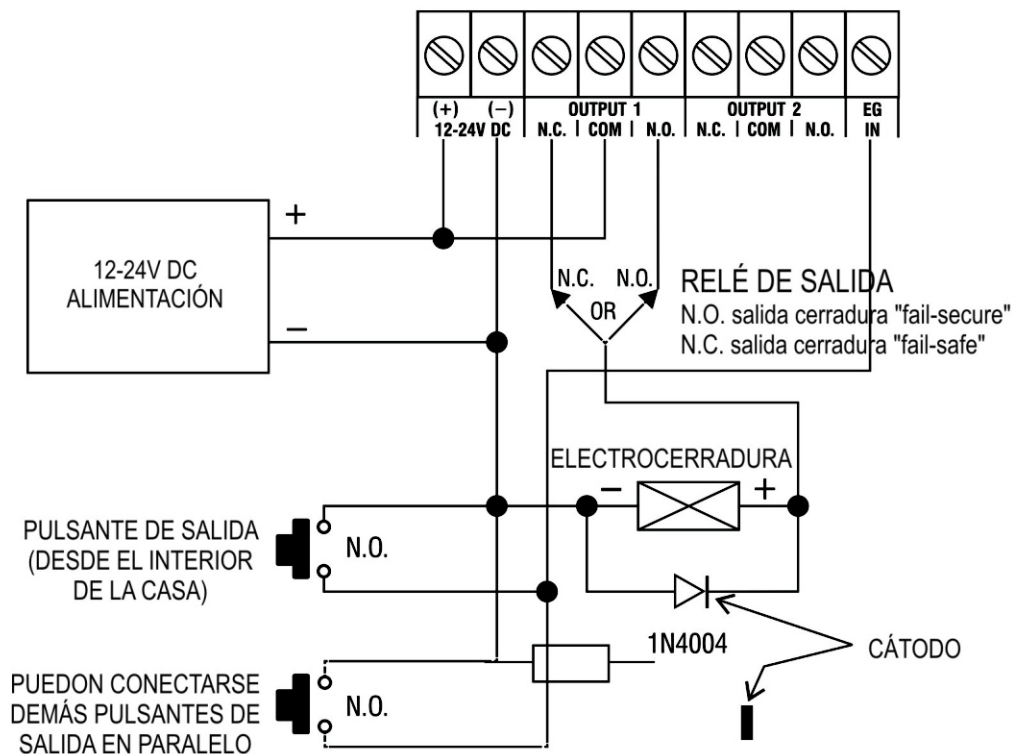 (+) (−) OUTPUT 1 OUTPUT 2 EG
12-24V DC N.C. | COM | N.O. N.C. | COM | N.O. IN
+
12-24V DC
ALIMENTACIÓN
−
N.C. N.O.
OR
RELÉ DE SALIDA
N.O. salida cerradura "fail-secure"
N.C. salida cerradura "fail-safe"
ELECTROCERRADURA
− +
PULSANTE DE SALIDA
(DESDE EL INTERIOR
DE LA CASA)
N.O.
1N4004
CÁTODO
PUEDON CONECTARSE
DEMÁS PULSANTES DE
SALIDA EN PARALELO
N.O.